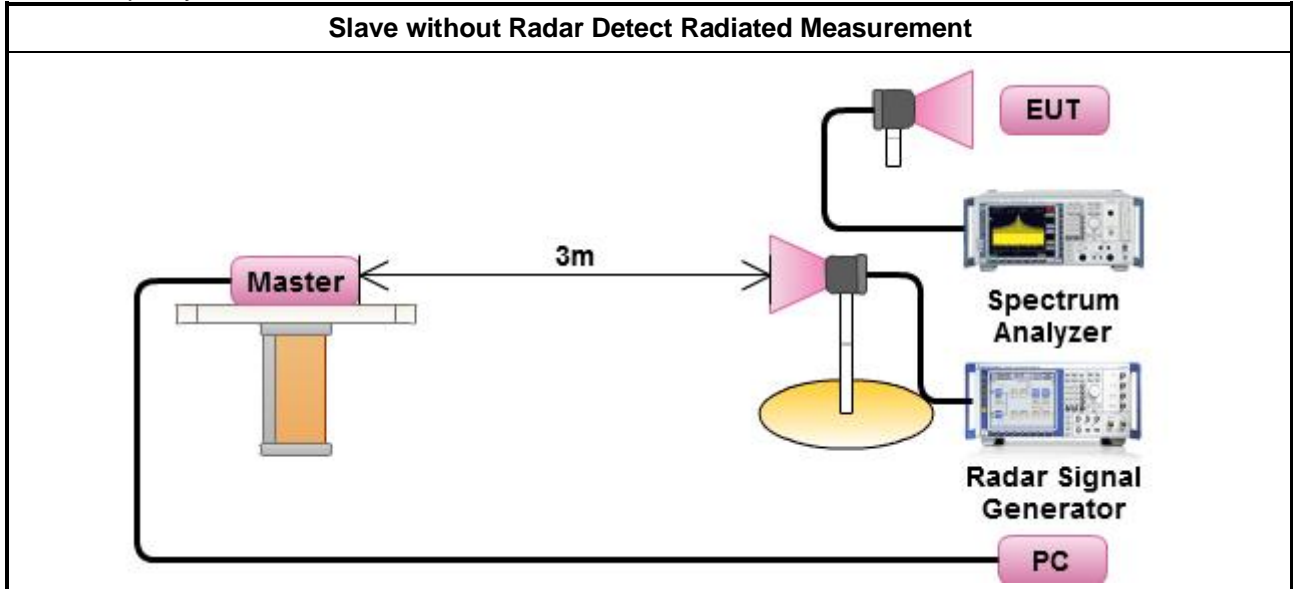 Slave without Radar Detect Radiated Measurement
EUT
3m
Master
Spectrum
Analyzer
Radar Signal
Generator
PC